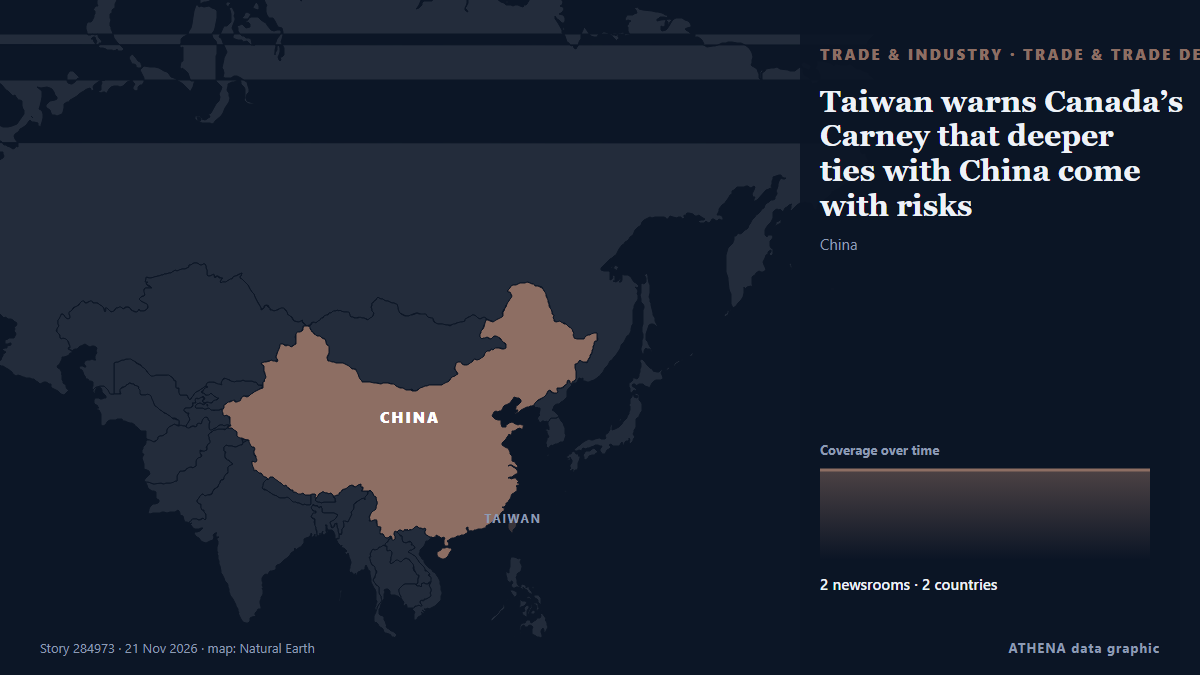 TRADE & INDUSTRY · TRADE & TRADE DE
Taiwan warns Canada’s
Carney that deeper
ties with China come
with risks
China
CHINA
TAIWAN
Coverage over time
2 newsrooms · 2 countries
Story 284973 · 21 Nov 2026 · map: Natural Earth
ATHENA data graphic